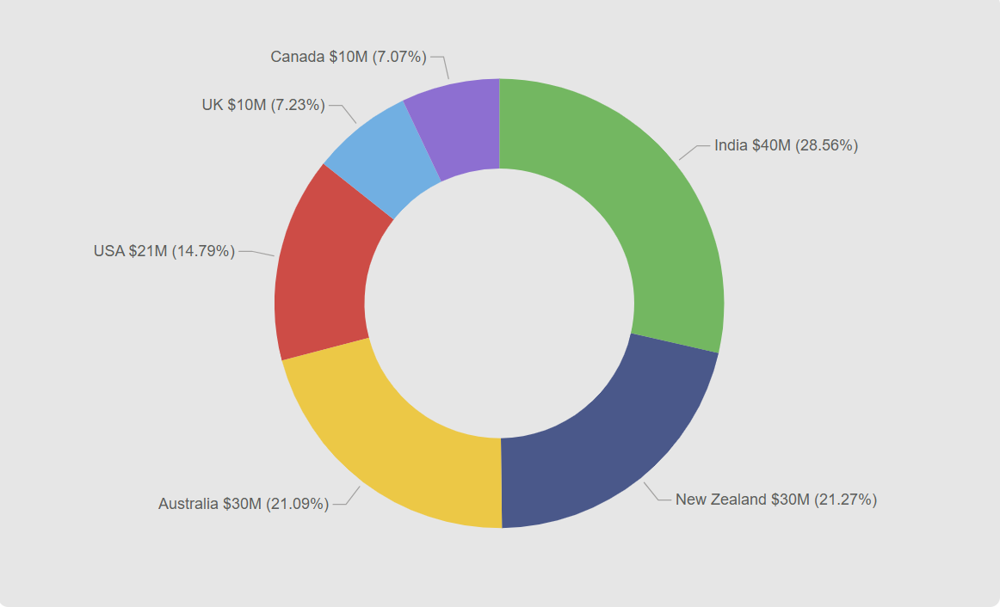 Canada $10M (7.07%)
UK $10M (7.23%)
India $40M (28.56%)
USA $21M (14.79%)
New Zealand $30M (21.27%)
Australia $30M (21.09%)